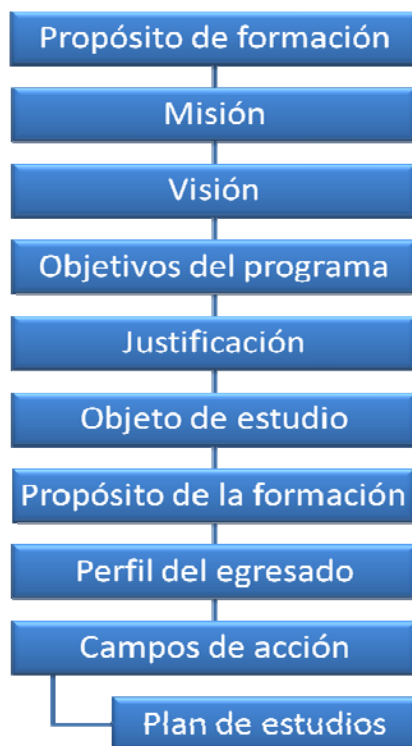 Propósito de formación
Misión
Visión
Objetivos del programa
Justificación
Objeto de estudio
Propósito de la formación
Perfil del egresado
Campos de acción
Plan de estudios